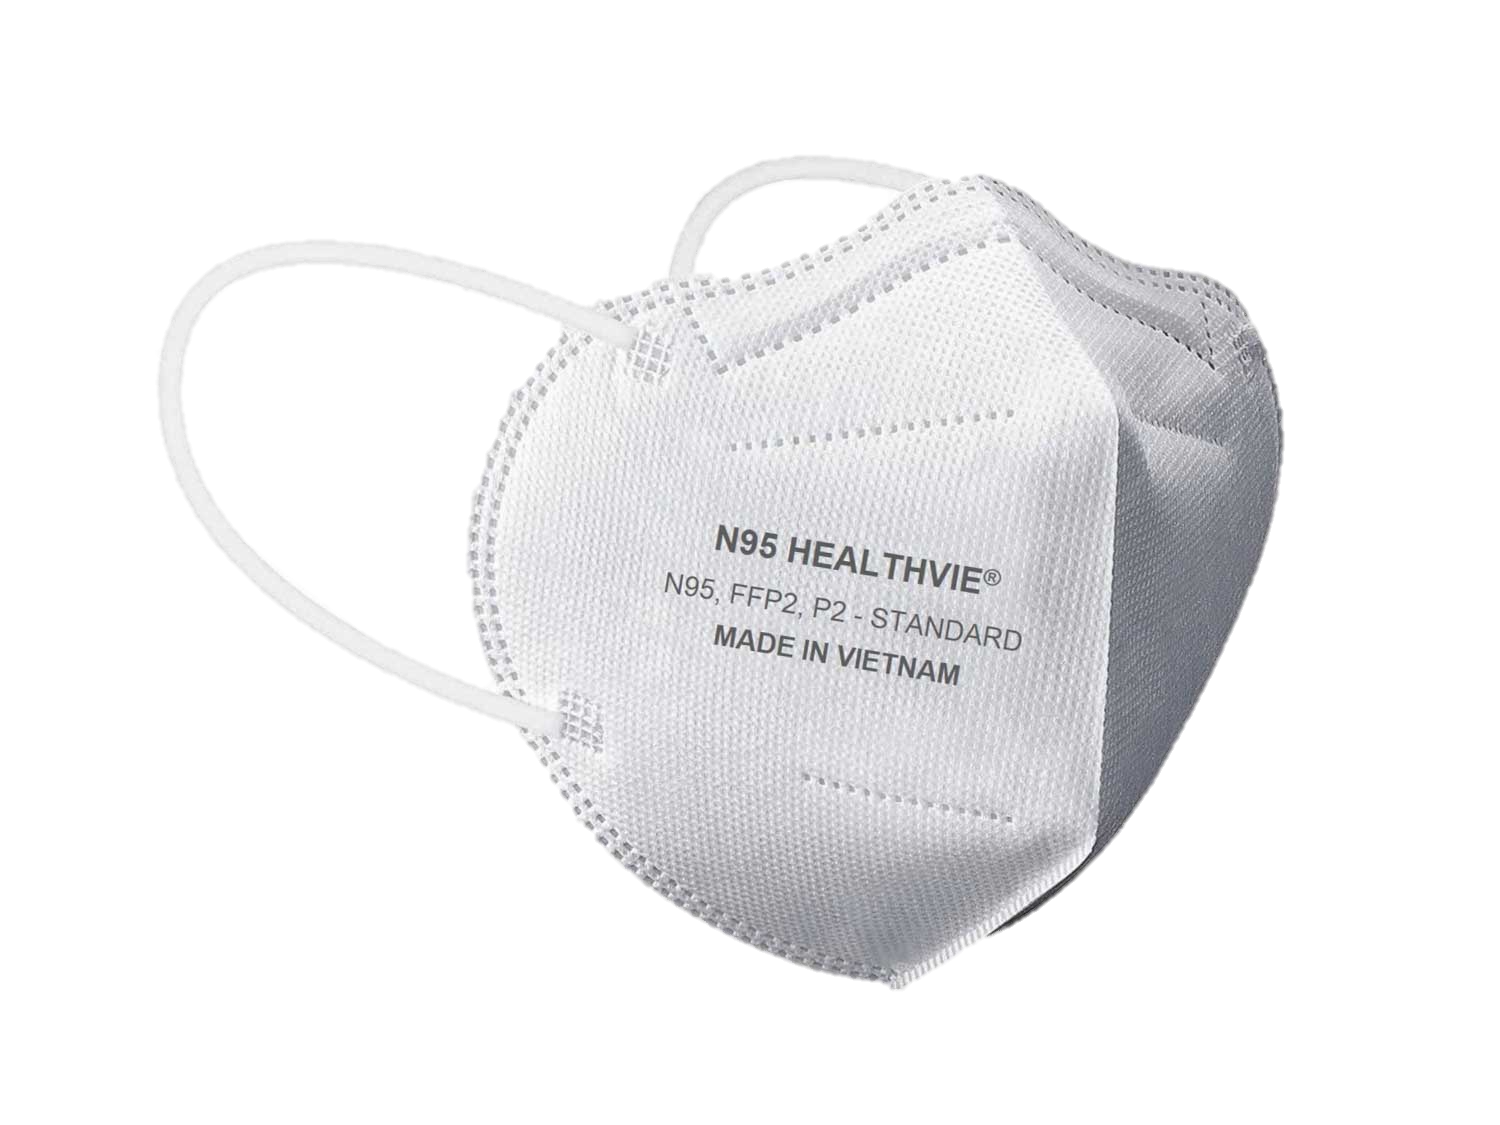 N95 HEALTHVIE®
N95, FFP2, P2 - STANDARD
MADE IN VIETNAM